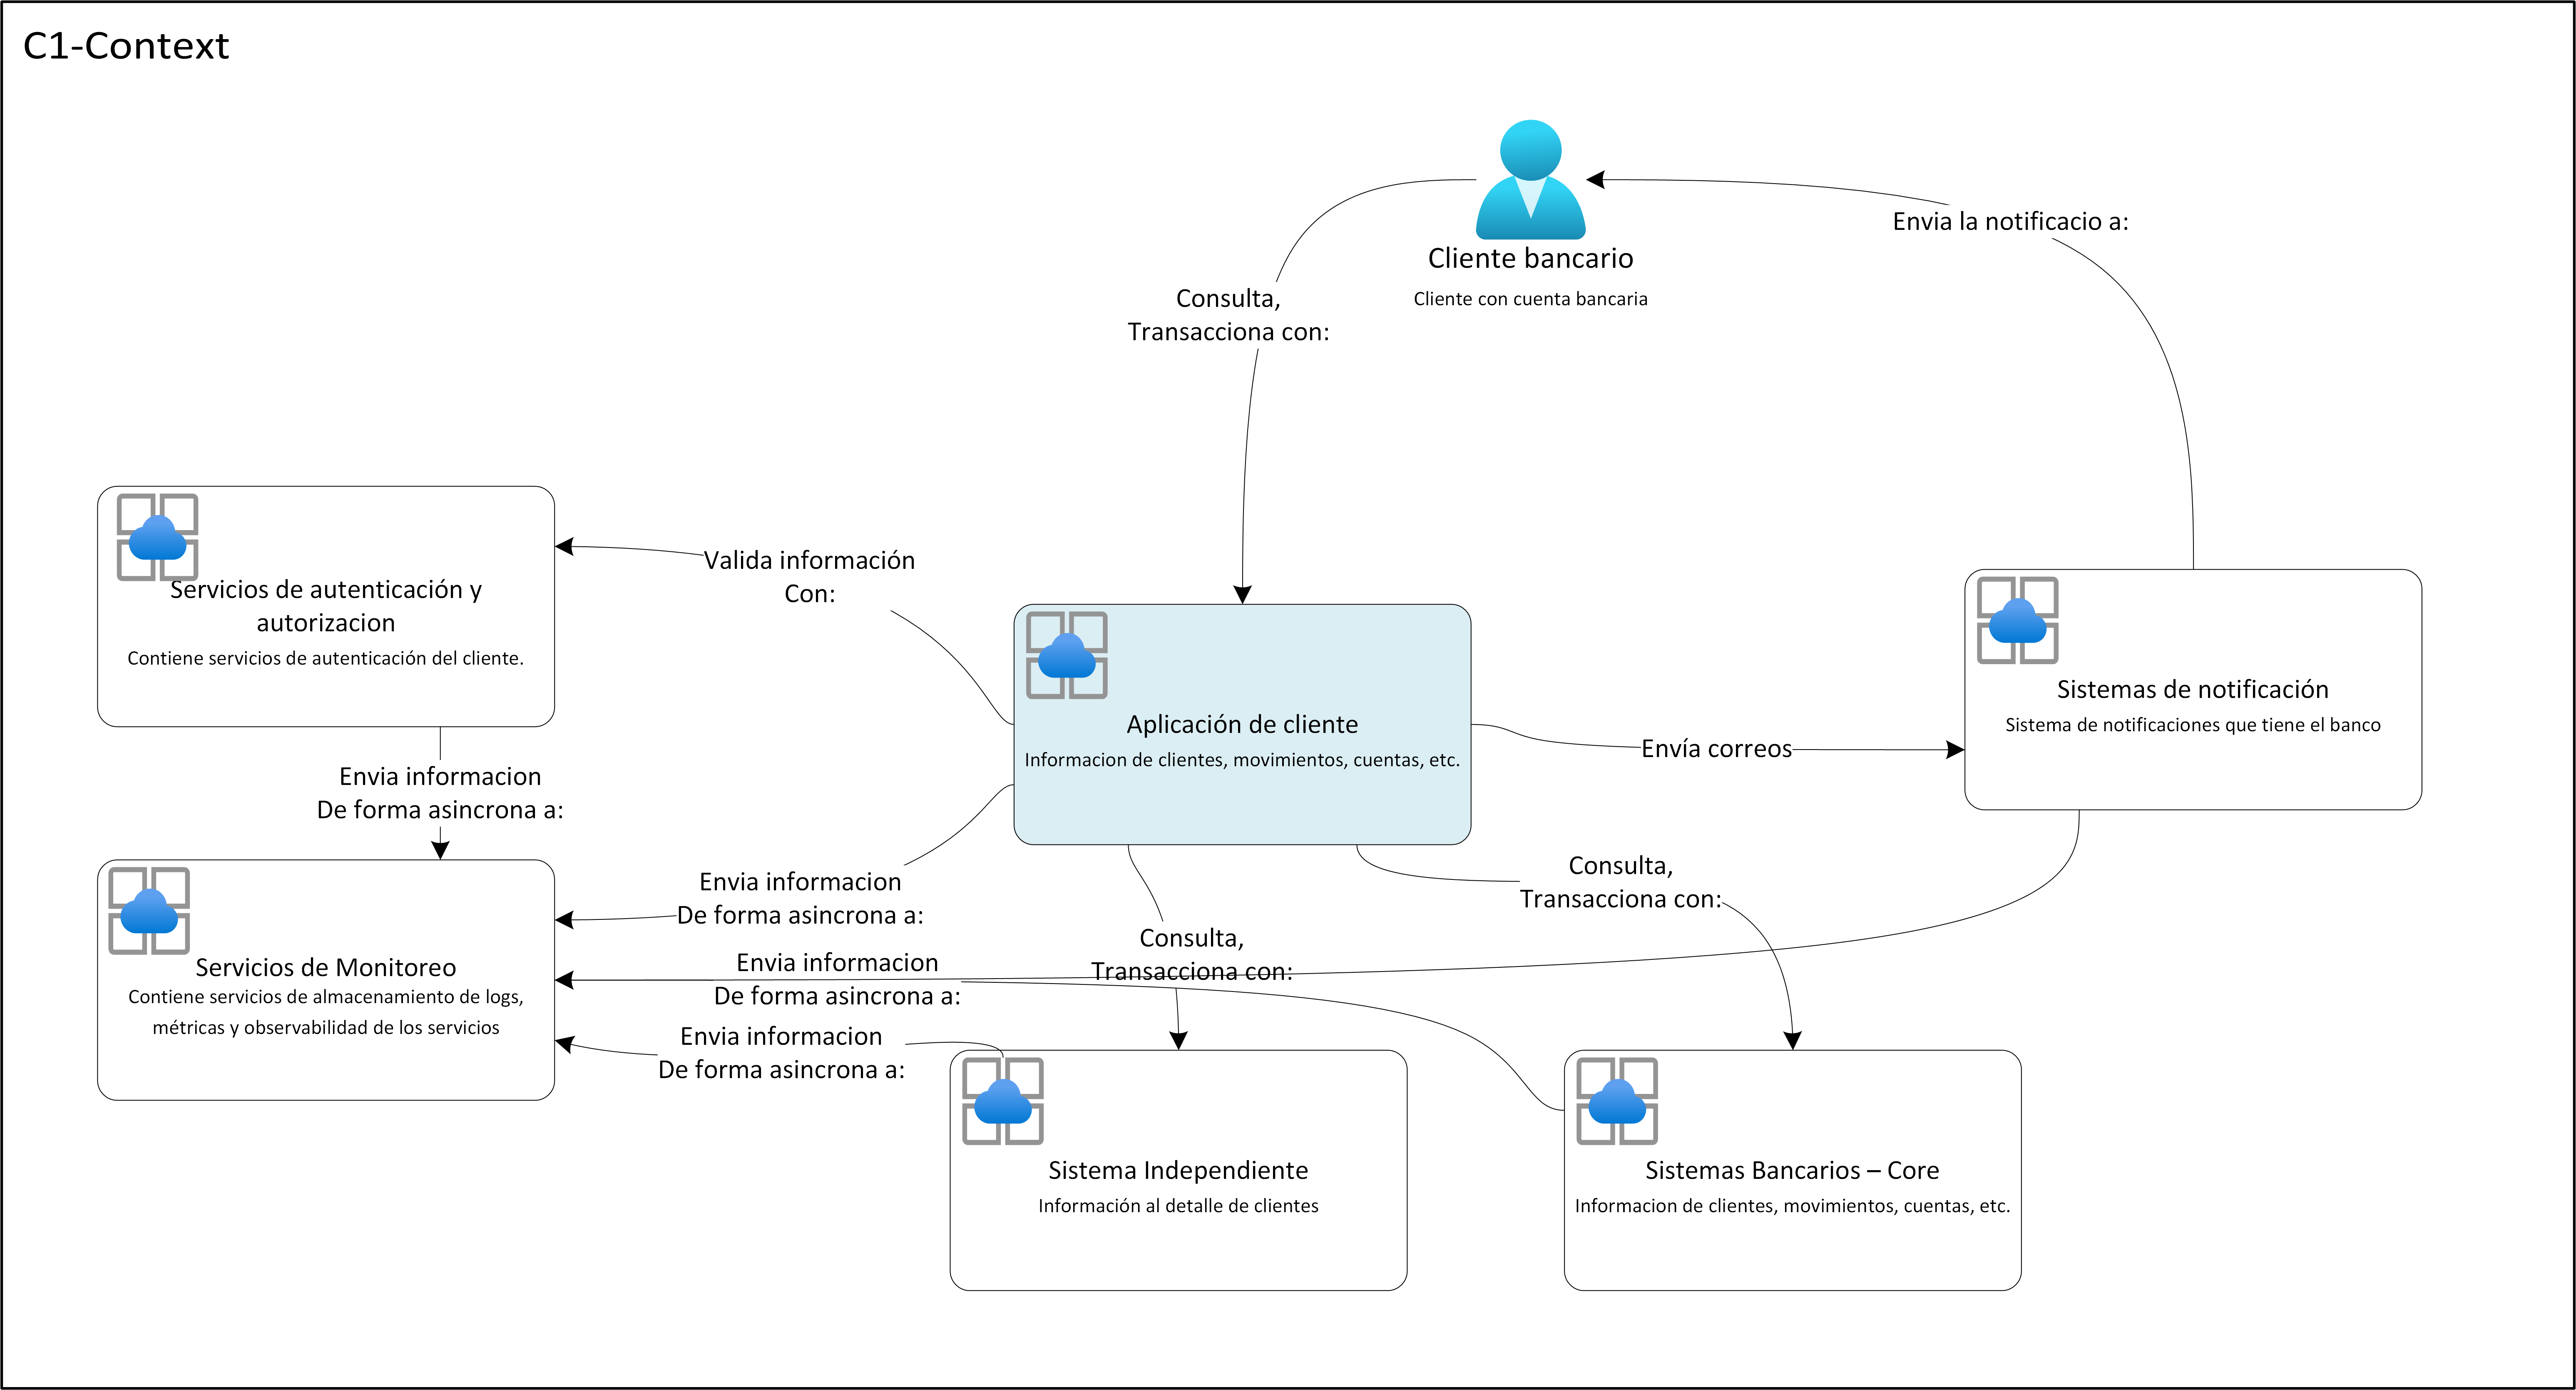 C1-Context
Cliente bancario
Cliente con cuenta bancaria
Envia la notificacio a:
Consulta,
Transacciona con:
Servicios de autenticación y
autorizacion
Contiene servicios de autenticación del cliente.
Valida información
Con:
Aplicación de cliente
Informacion de clientes, movimientos, cuentas, etc.
Envía correos
Sistemas de notificación
Sistema de notificaciones que tiene el banco
Envia informacion
De forma asincrona a:
Envia informacion
De forma asincrona a:
Consulta,
Transacciona con:
Consulta,
Transacciona con:
Servicios de Monitoreo
Contiene servicios de almacenamiento de logs,
métricas y observabilidad de los servicios
Envia informacion
De forma asincrona a:
Envia informacion
De forma asincrona a:
Sistema Independiente
Información al detalle de clientes
Sistemas Bancarios – Core
Informacion de clientes, movimientos, cuentas, etc.